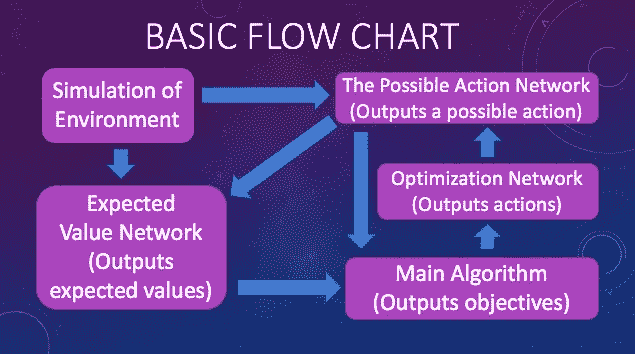 BASIC FLOW CHART
Simulation of
Environment
The Possible Action Network
(Outputs a possible action)
Expected
Value Network
(Outputs
expected values)
Optimization Network
(Outputs actions)
Main Algorithm
(Outputs objectives)